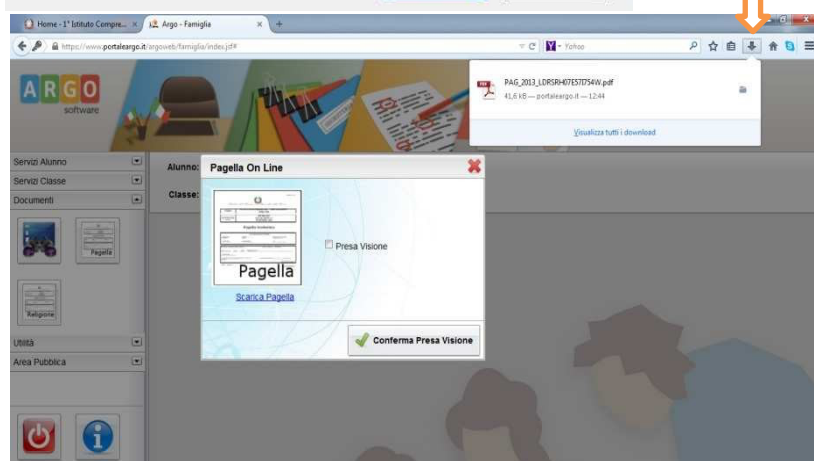 Home - 1° Istituto Compre...
Argo - Famiglia
https://www.portaleargo.it/argoweb/famiglia/index.jsf#
Yahoo
ARGO
software
PAG_2013_LDRSRH07E57I754W.pdf
41,6 kB — portaleargo.it — 12:44
Visualizza tutti i download
Servizi Alunno
Servizi Classe
Documenti
Pagella
Religione
Utilità
Area Pubblica
Alunno:
Classe:
Pagella On Line
Pagella
Presa Visione
Scarica Pagella
Conferma Presa Visione